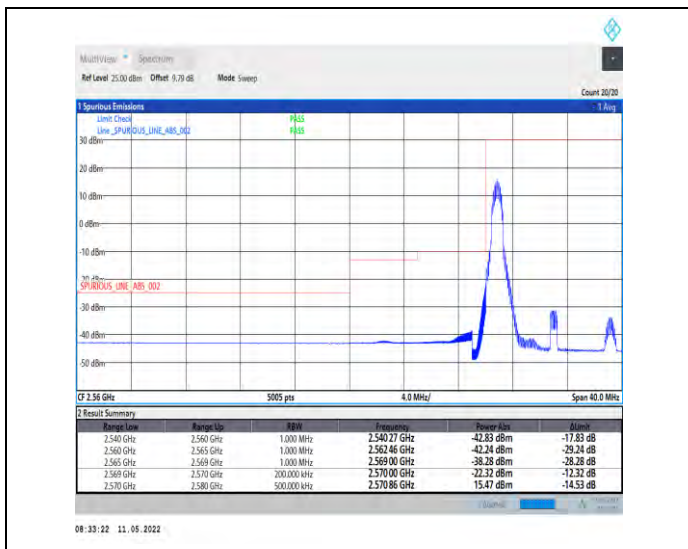 MultiView Spectrum
Ref Level 25.00 dBm Offset 9.79 dB Mode Sweep
Count 20/20
1 Spurious Emissions 1 Avg
Limit Check PASS
Line _SPURIOUS_LINE_ABS_002 PASS
30 dBm
20 dBm
10 dBm
0 dBm
-10 dBm
-20 dBm
SPURIOUS_LINE_ABS_002
-30 dBm
-40 dBm
-50 dBm
CF 2.56 GHz 5005 pts 4.0 MHz/ Span 40.0 MHz
2 Result Summary
Range Low Range Up RBW Frequency Power Abs ΔLimit
2.540 GHz 2.560 GHz 1.000 MHz 2.540 27 GHz -42.83 dBm -17.83 dB
2.560 GHz 2.565 GHz 1.000 MHz 2.562 46 GHz -42.24 dBm -29.24 dB
2.565 GHz 2.569 GHz 1.000 MHz 2.569 00 GHz -38.28 dBm -28.28 dB
2.569 GHz 2.570 GHz 200.000 kHz 2.570 00 GHz -22.32 dBm -12.32 dB
2.570 GHz 2.580 GHz 500.000 kHz 2.570 86 GHz 15.47 dBm -14.53 dB
08:33:22 11.05.2022